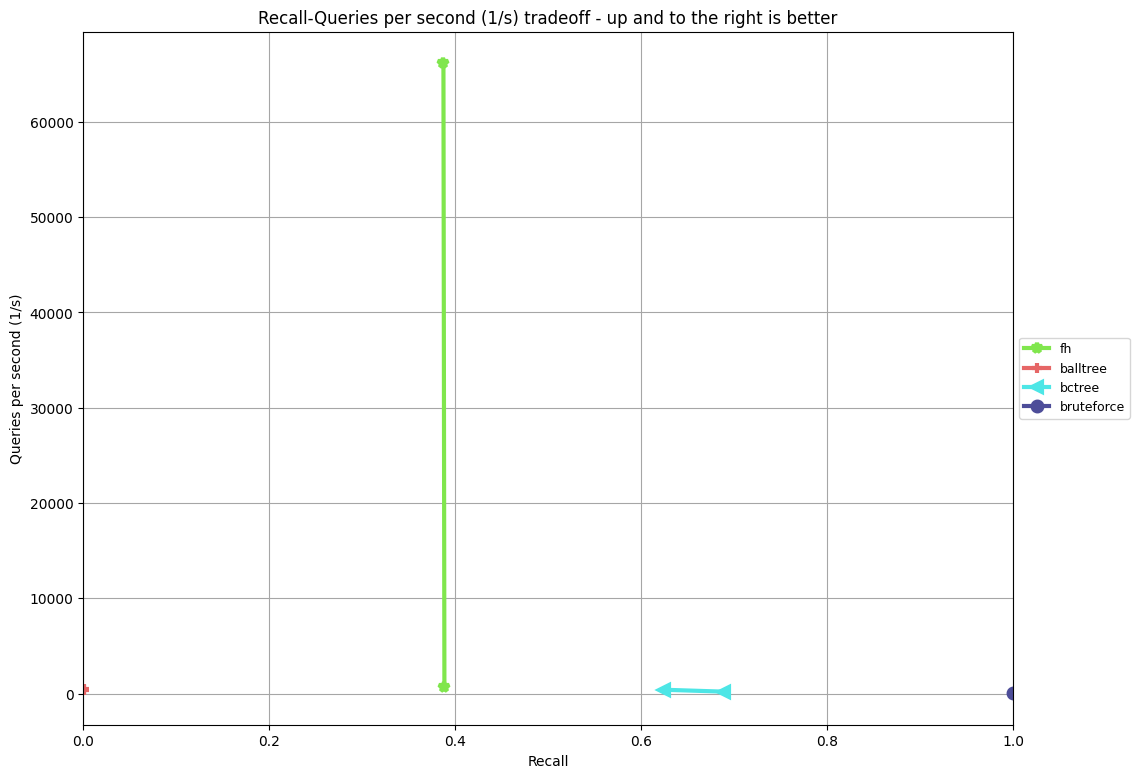 Recall-Queries per second (1/s) tradeoff - up and to the right is better
Queries per second (1/s)
60000
50000
40000
30000
20000
10000
0
0.0 0.2 0.4 0.6 0.8 1.0
Recall
fh
balltree
bctree
bruteforce